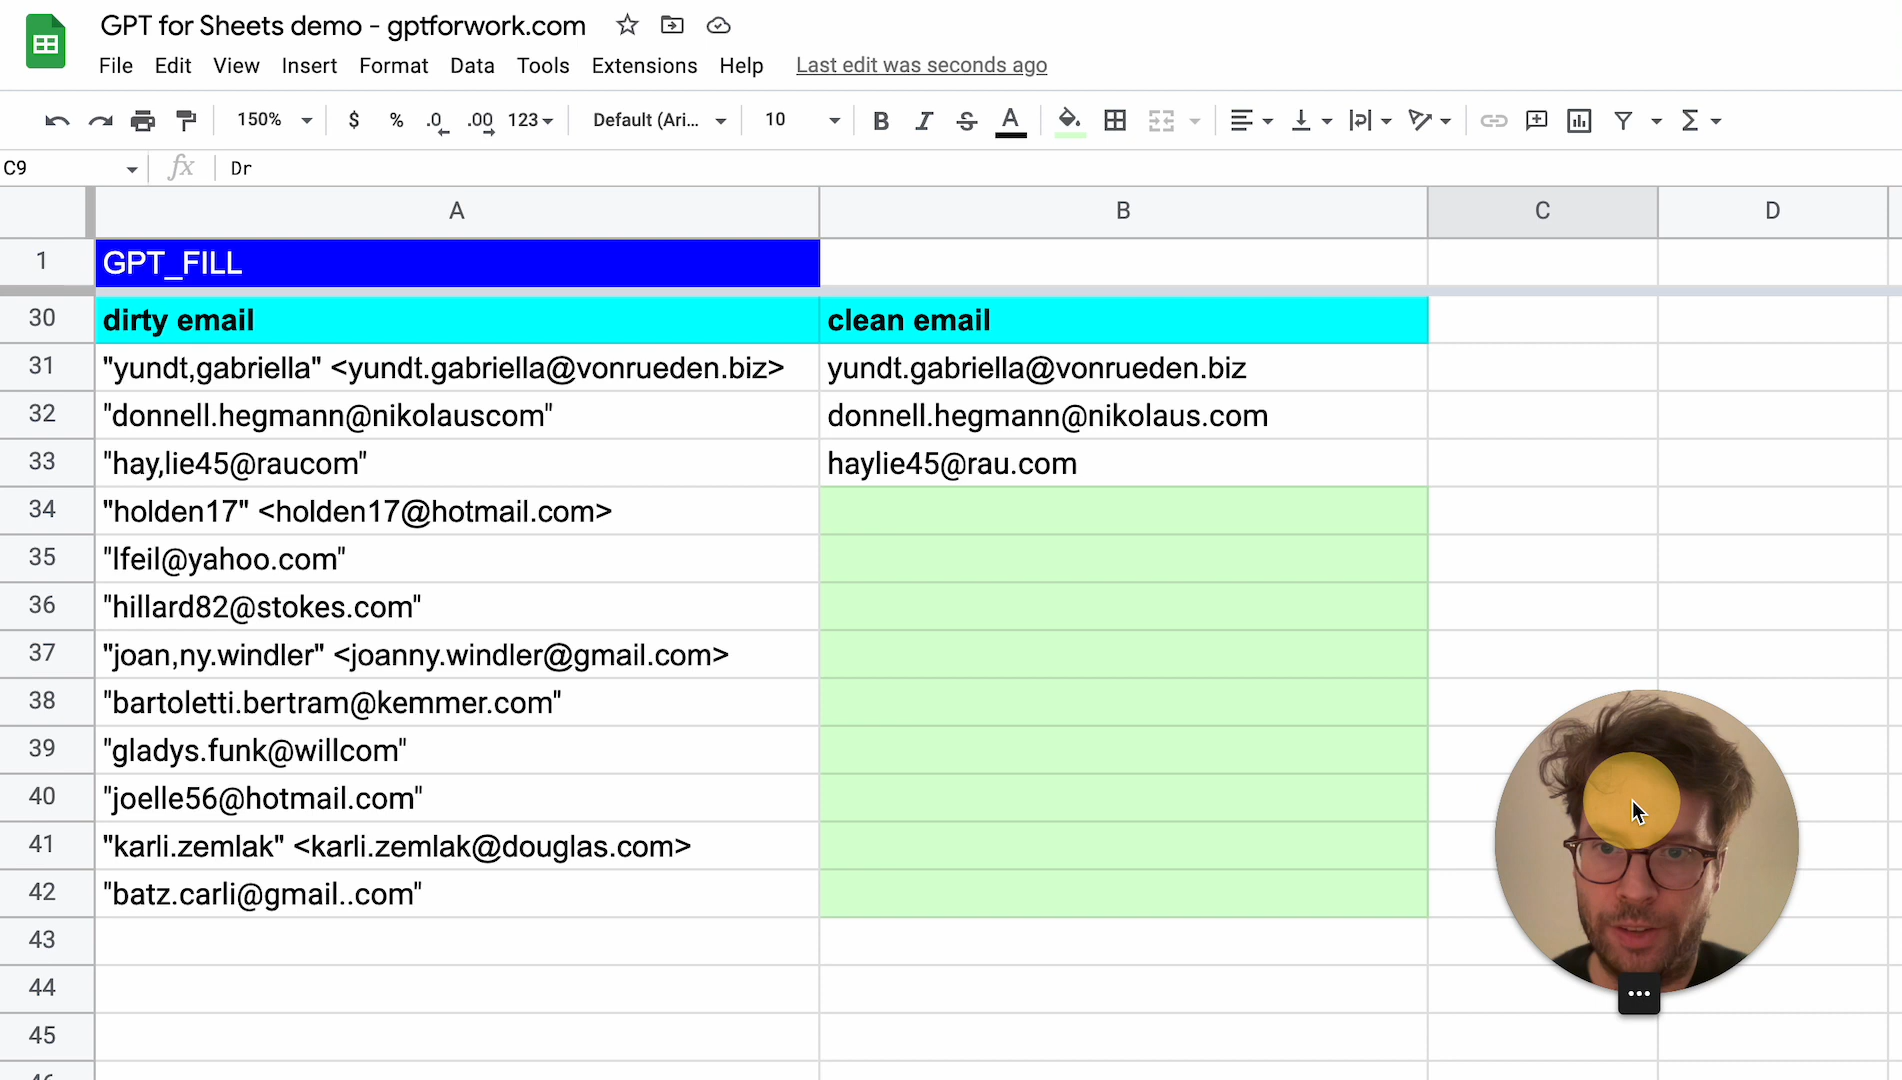 GPT for Sheets demo - gptforwork.com
File Edit View Insert Format Data Tools Extensions Help Last edit was seconds ago
150% $ % .0 .00 123 Default (Ari... 10 B I S A Σ
C9 fx Dr
A B C D
1 GPT_FILL
30 dirty email clean email
31 "yundt,gabriella" <yundt.gabriella@vonrueden.biz> yundt.gabriella@vonrueden.biz
32 "donnell.hegmann@nikolauscom" donnell.hegmann@nikolaus.com
33 "hay,lie45@raucom" haylie45@rau.com
34 "holden17" <holden17@hotmail.com>
35 "lfeil@yahoo.com"
36 "hillard82@stokes.com"
37 "joan,ny.windler" <joanny.windler@gmail.com>
38 "bartoletti.bertram@kemmer.com"
39 "gladys.funk@willcom"
40 "joelle56@hotmail.com"
41 "karli.zemlak" <karli.zemlak@douglas.com>
42 "batz.carli@gmail..com"
43
44
45